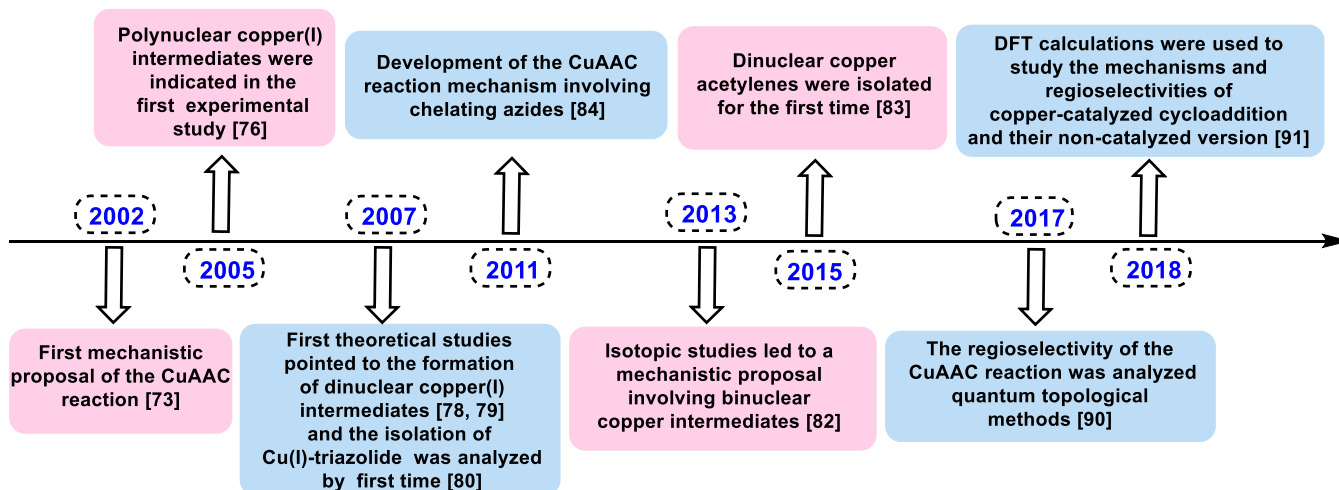 Polynuclear copper(I)
intermediates were
indicated in the
first experimental
study [76]
Development of the CuAAC
reaction mechanism involving
chelating azides [84]
Dinuclear copper
acetylenes were isolated
for the first time [83]
DFT calculations were used to
study the mechanisms and
regioselectivities of
copper-catalyzed cycloaddition
and their non-catalyzed version [91]
2002
2005
2007
2011
2013
2015
2017
2018
First mechanistic
proposal of the CuAAC
reaction [73]
First theoretical studies
pointed to the formation
of dinuclear copper(I)
intermediates [78, 79]
and the isolation of
Cu(I)-triazolide was analyzed
by first time [80]
Isotopic studies led to a
mechanistic proposal
involving binuclear
copper intermediates [82]
The regioselectivity of the
CuAAC reaction was analyzed
quantum topological
methods [90]